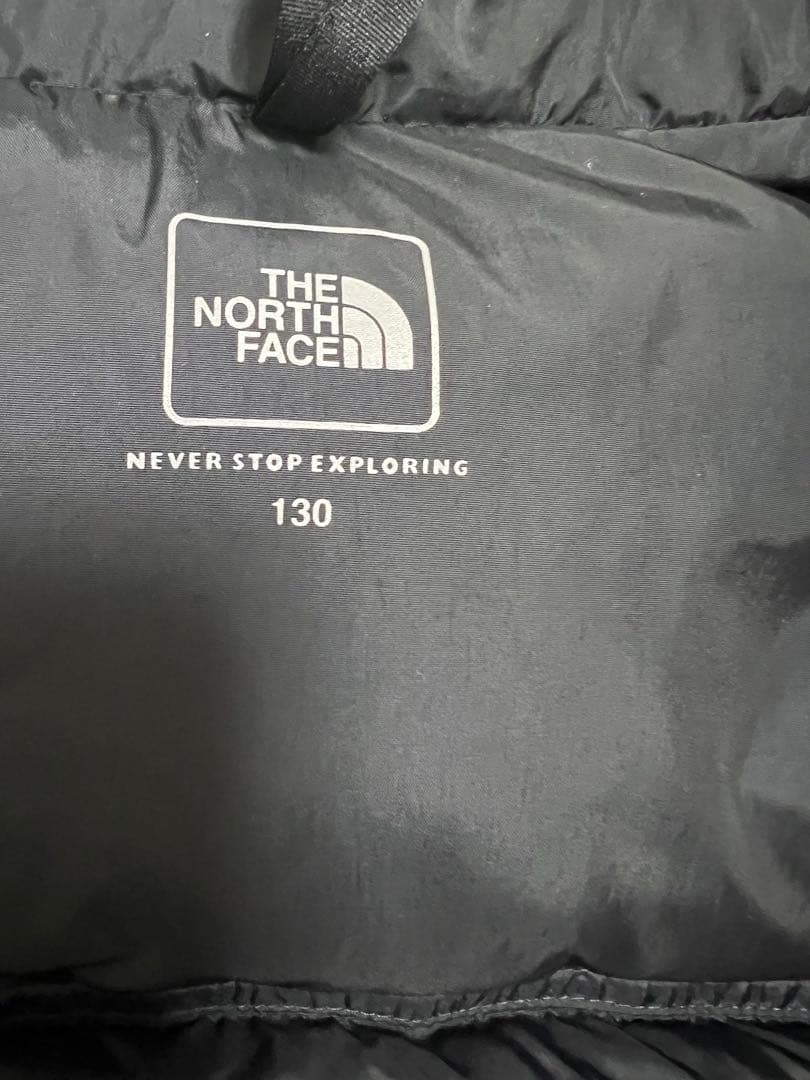 THE
NORTH
FACE
NEVER STOP EXPLORING
130